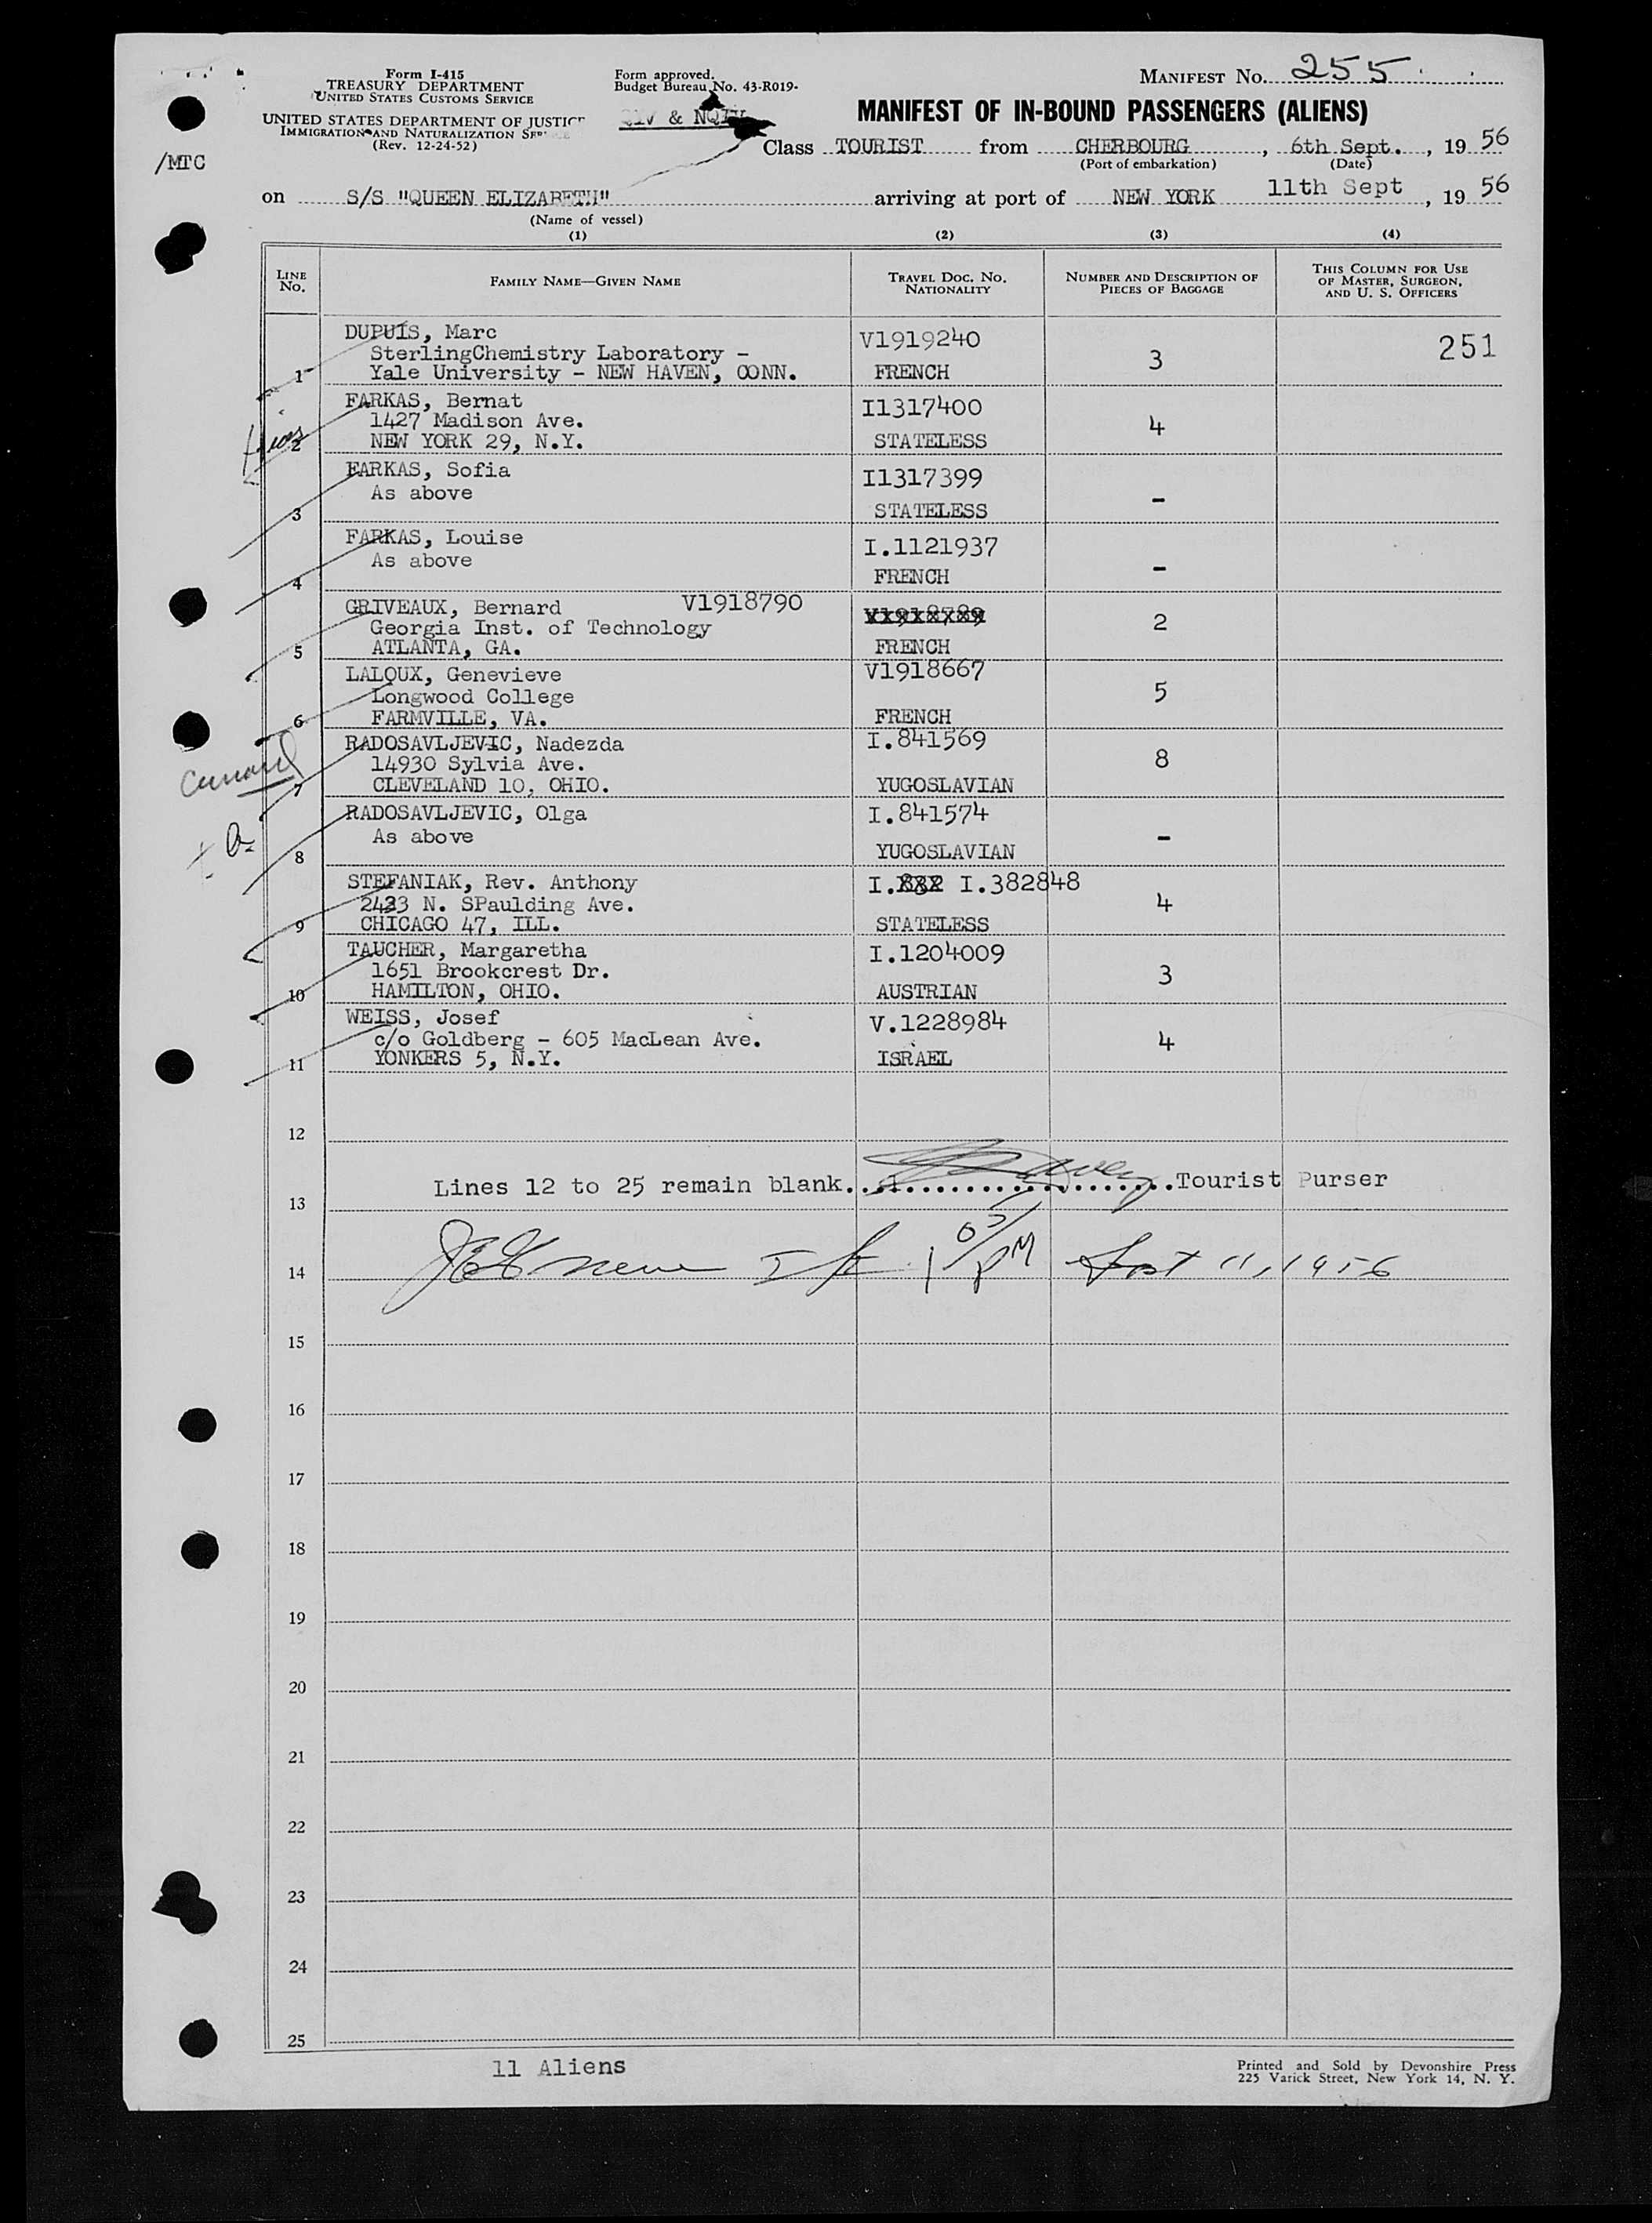 Form I-415
TREASURY DEPARTMENT
UNITED STATES CUSTOMS SERVICE
UNITED STATES DEPARTMENT OF JUSTICE
IMMIGRATION AND NATURALIZATION
(Rev. 12-24-52)
/MTC
Form approved.
Budget Bureau No. 43-R019-
& 
MANIFEST No. 255
MANIFEST OF IN-BOUND PASSENGERS (ALIENS)
Class TOURIST from CHERBOURG, 6th Sept., 19 56
(Port of embarkation) (Date)
on S/S "QUEEN ELIZABETH" arriving at port of NEW YORK 11th Sept, 19 56
(Name of vessel)
(1) (2) (3) (4)
LINE No. FAMILY NAME—GIVEN NAME TRAVEL DOC. NO. NATIONALITY NUMBER AND DESCRIPTION OF PIECES OF BAGGAGE THIS COLUMN FOR USE OF MASTER, SURGEON, AND U. S. OFFICERS
DUPUIS, Marc V1919240 251
SterlingChemistry Laboratory - 3
1 Yale University - NEW HAVEN, CONN. FRENCH
FARKAS, Bernat I1317400
1427 Madison Ave. 4
2 NEW YORK 29, N.Y. STATELESS
FARKAS, Sofia I1317399
As above -
3 STATELESS
FARKAS, Louise I.1121937
As above -
4 FRENCH
GRIVEAUX, Bernard V1918790 V1918789
Georgia Inst. of Technology 2
5 ATLANTA, GA. FRENCH
LALOUX, Genevieve V1918667
Longwood College 5
6 FARMVILLE, VA. FRENCH
RADOSAVLJEVIC, Nadezda I.841569
Cunard
14930 Sylvia Ave. 8
7 CLEVELAND 10, OHIO. YUGOSLAVIAN
RADOSAVLJEVIC, Olga I.841574
As above -
8 YUGOSLAVIAN
STEFANIAK, Rev. Anthony I. I.382848
2423 N. SPaulding Ave. 4
9 CHICAGO 47, ILL. STATELESS
TAUCHER, Margaretha I.1204009
1651 Brookcrest Dr. 3
10 HAMILTON, OHIO. AUSTRIAN
WEISS, Josef V.1228984
c/o Goldberg - 605 MacLean Ave. 4
11 YONKERS 5, N.Y. ISRAEL
12
13 Lines 12 to 25 remain blank. Tourist Purser
14 1 05/PM Sept 11, 1956
15
16
17
18
19
20
21
22
23
24
25
11 Aliens
Printed and Sold by Devonshire Press
225 Varick Street, New York 14, N. Y.